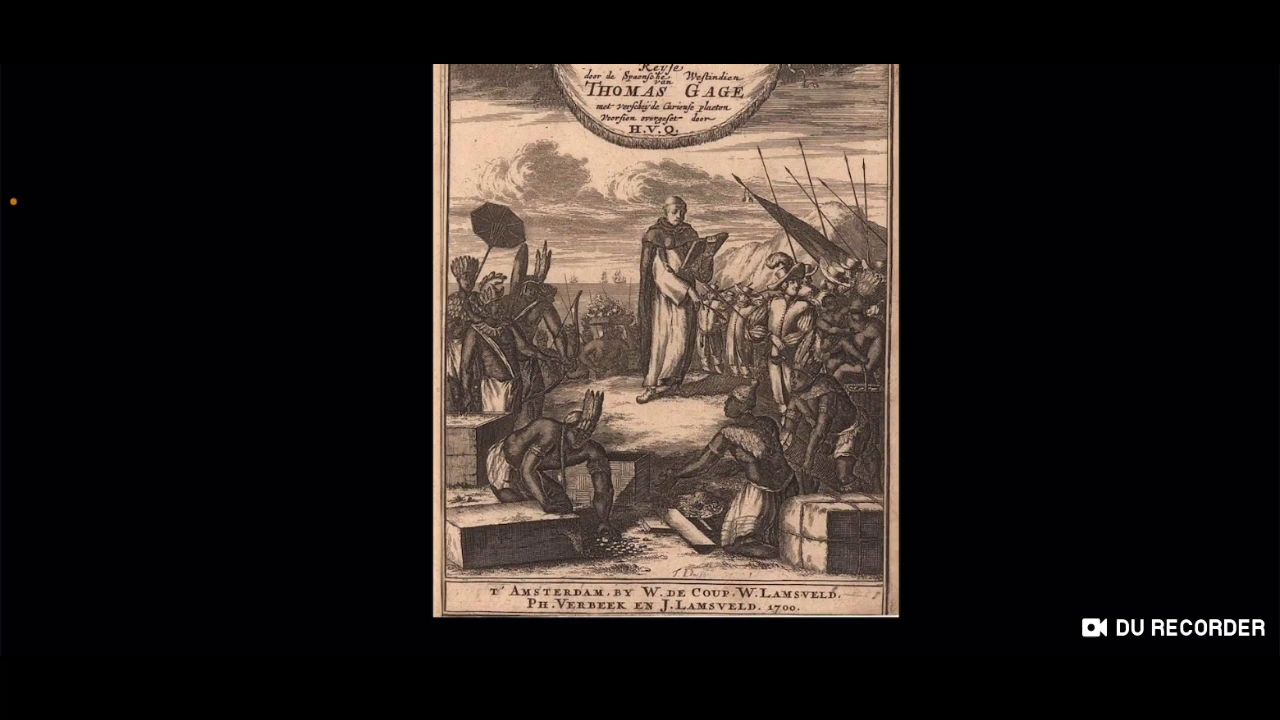 Reyse
door de Spaensche Westindien
van
THOMAS GAGE
met verscheyde Curieuse plaeten
Voorsien overgeset door
H.V.Q.
T' AMSTERDAM, BY W. DE COUP. W. LAMSVELD.
PH. VERBEEK EN J. LAMSVELD. 1700.
DU RECORDER